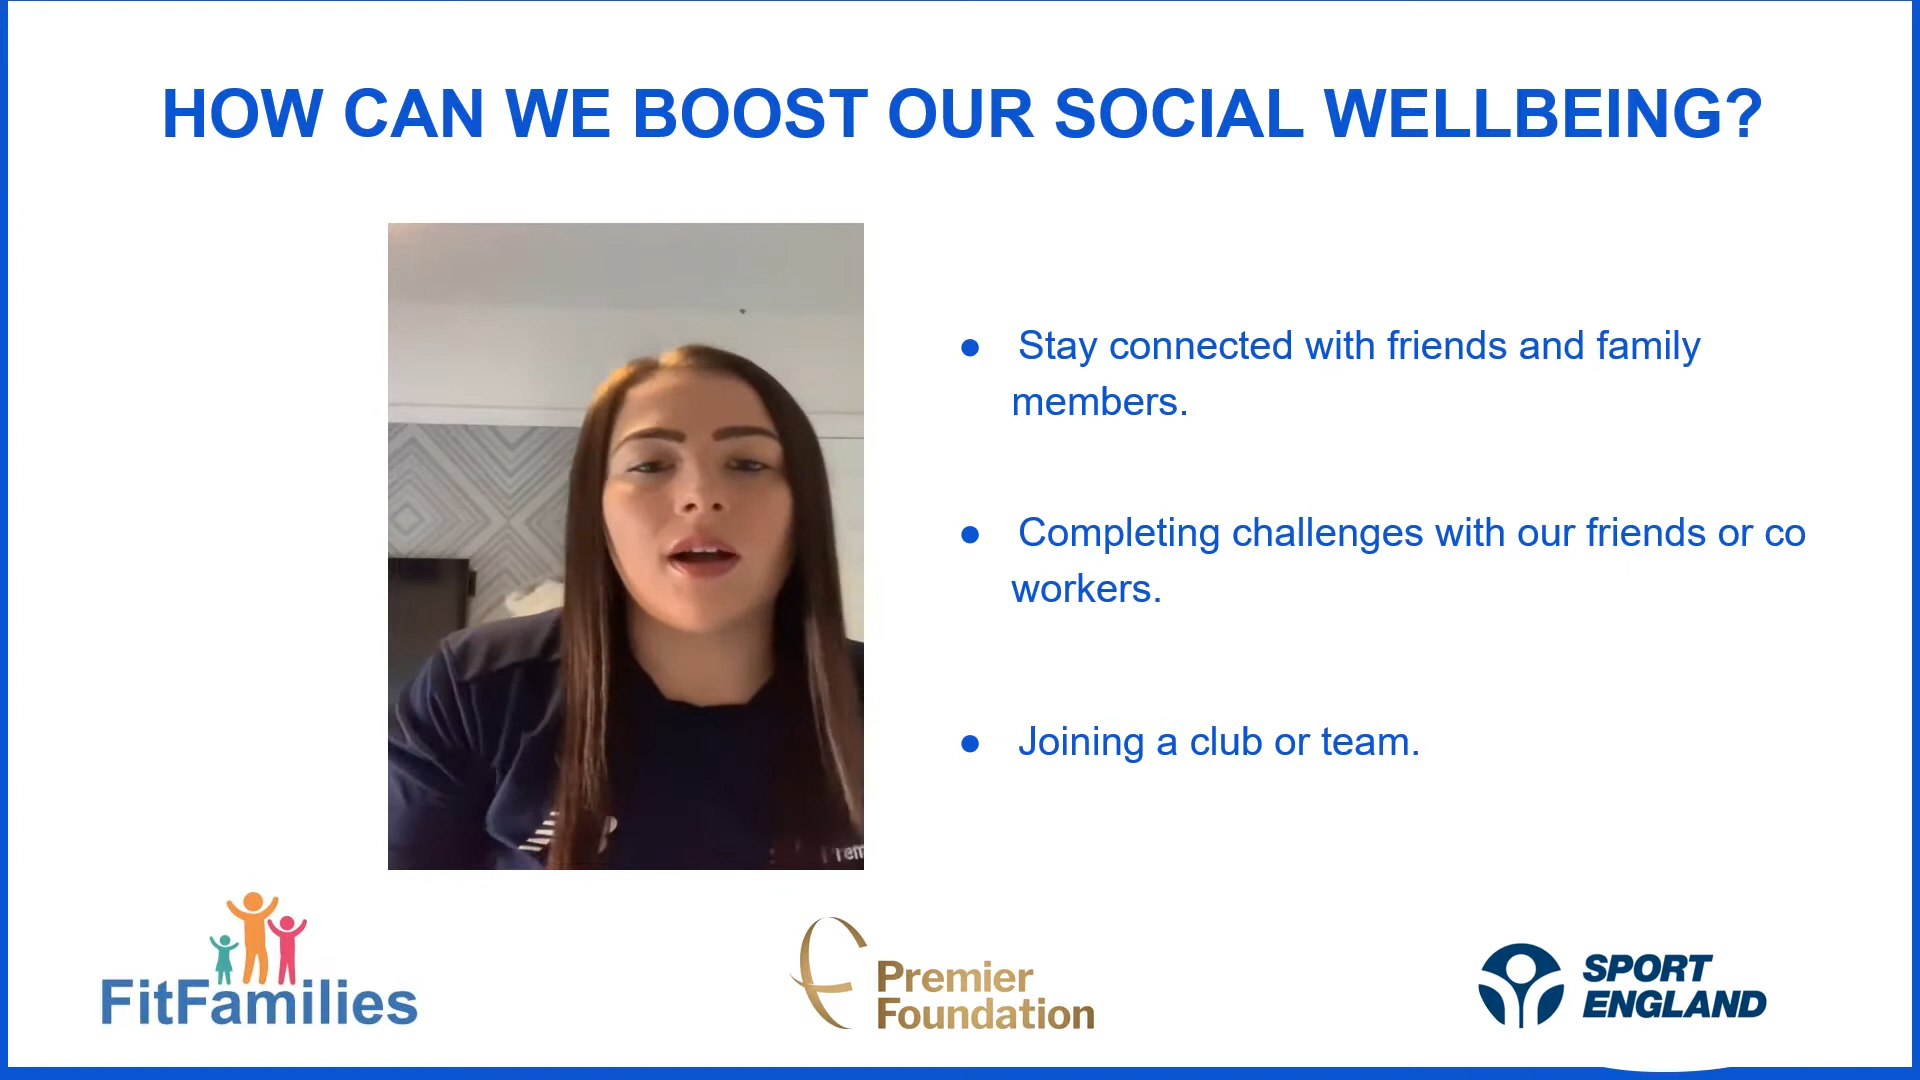 HOW CAN WE BOOST OUR SOCIAL WELLBEING?
● Stay connected with friends and family
members.
● Completing challenges with our friends or co
workers.
● Joining a club or team.
FitFamilies
Premier
Foundation
SPORT
ENGLAND